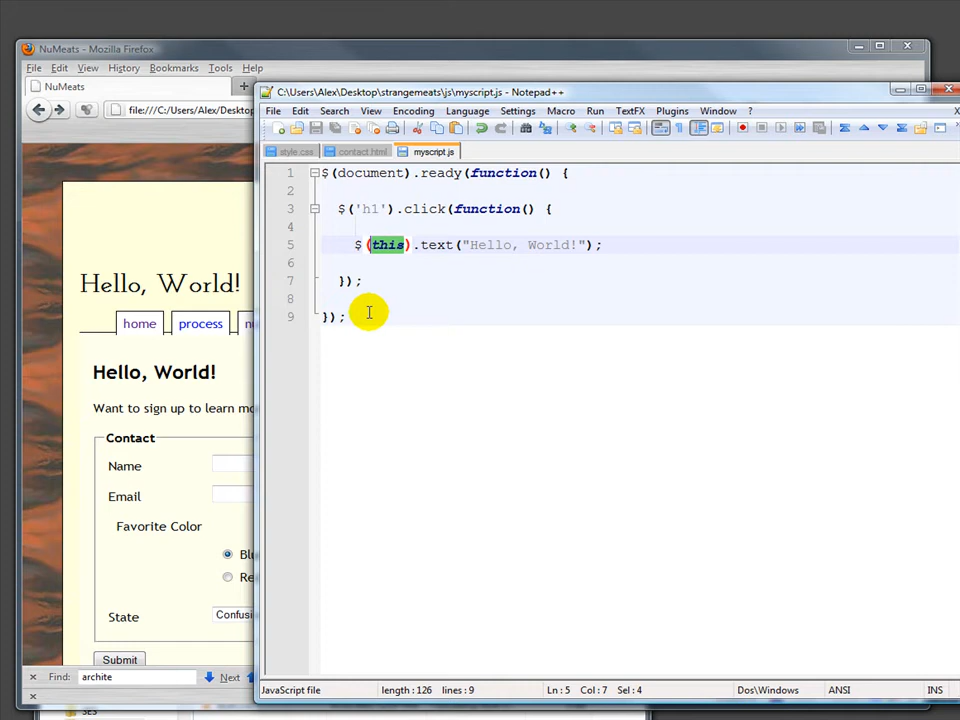 NuMeats - Mozilla Firefox
File Edit View History Bookmarks Tools Help
NuMeats
file:///C:/Users/Alex/Desktop
Hello, World!
home process nu
Hello, World!
Want to sign up to learn mo
Contact
Name
Email
Favorite Color
Blu
Re
State Confusi
Submit
Find: archite Next
C:\Users\Alex\Desktop\strangemeats\js\myscript.js - Notepad++
File Edit Search View Encoding Language Settings Macro Run TextFX Plugins Window ? X
style.css contact.html myscript.js
1 $(document).ready(function() {
2
3 $('h1').click(function() {
4
5 $(this).text("Hello, World!");
6
7 });
8
9 });
JavaScript file length : 126 lines : 9 Ln : 5 Col : 7 Sel : 4 Dos\Windows ANSI INS